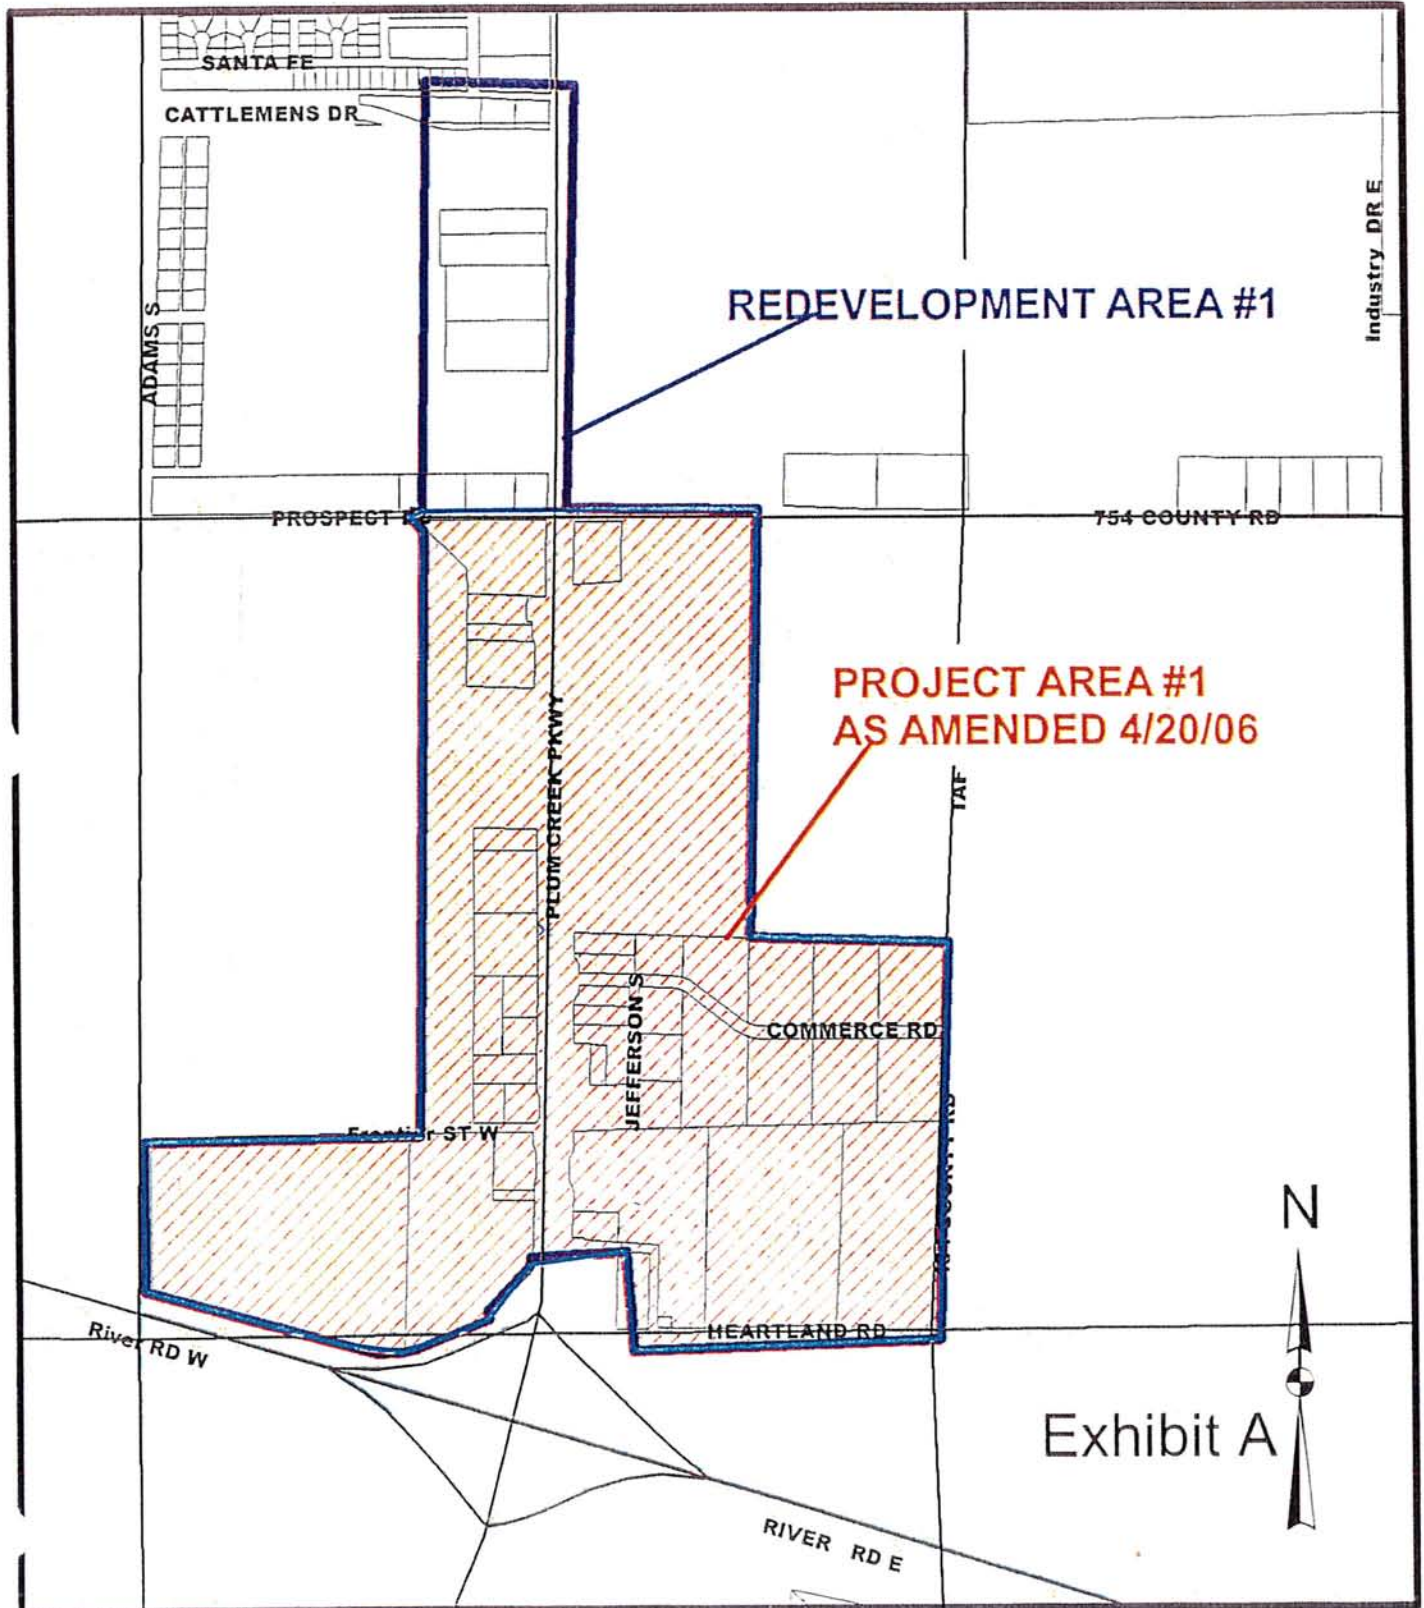 SANTA FE
CATTLEMENS DR
ADAMS S
Industry DR E
REDEVELOPMENT AREA #1
754 COUNTY RD
PROJECT AREA #1
AS AMENDED 4/20/06
PLUM CREEK PKWY
TAF
JEFFERSON S
COMMERCE RD
Frontier ST W
PROSPECT
HEARTLAND RD
River RD W
N
Exhibit A
RIVER RD E